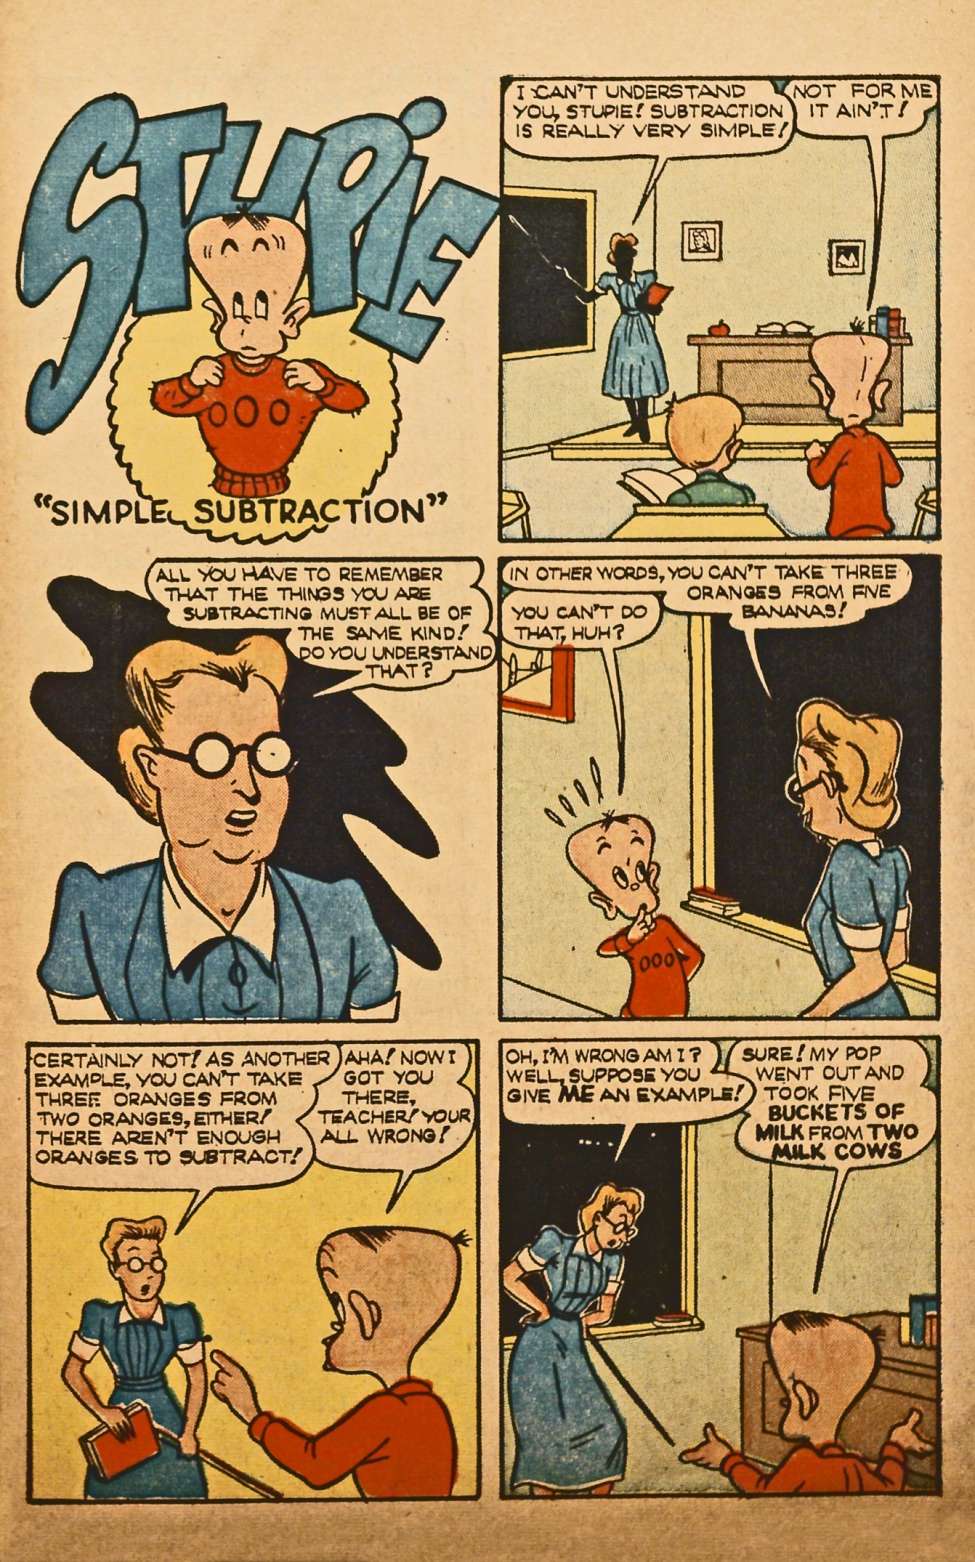 STUPIE
"SIMPLE SUBTRACTION"
I CAN'T UNDERSTAND
YOU, STUPIE! SUBTRACTION
IS REALLY VERY SIMPLE!
NOT FOR ME
IT AIN'T!
ALL YOU HAVE TO REMEMBER
THAT THE THINGS YOU ARE
SUBTRACTING MUST ALL BE OF
THE SAME KIND!
DO YOU UNDERSTAND
THAT?
IN OTHER WORDS, YOU CAN'T TAKE THREE
ORANGES FROM FIVE
BANANAS!
YOU CAN'T DO
THAT, HUH?
CERTAINLY NOT! AS ANOTHER
EXAMPLE, YOU CAN'T TAKE
THREE ORANGES FROM
TWO ORANGES, EITHER!
THERE AREN'T ENOUGH
ORANGES TO SUBTRACT!
AHA! NOW I
GOT YOU
THERE,
TEACHER! YOUR
ALL WRONG!
OH, I'M WRONG AM I?
WELL, SUPPOSE YOU
GIVE ME AN EXAMPLE!
SURE! MY POP
WENT OUT AND
TOOK FIVE
BUCKETS OF
MILK FROM TWO
MILK COWS